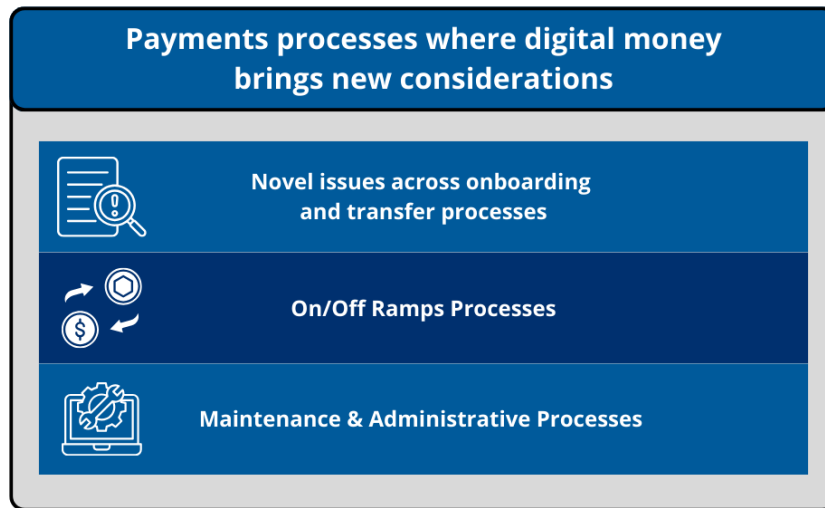 Payments processes where digital money
brings new considerations
Novel issues across onboarding
and transfer processes
$
On/Off Ramps Processes
Maintenance & Administrative Processes